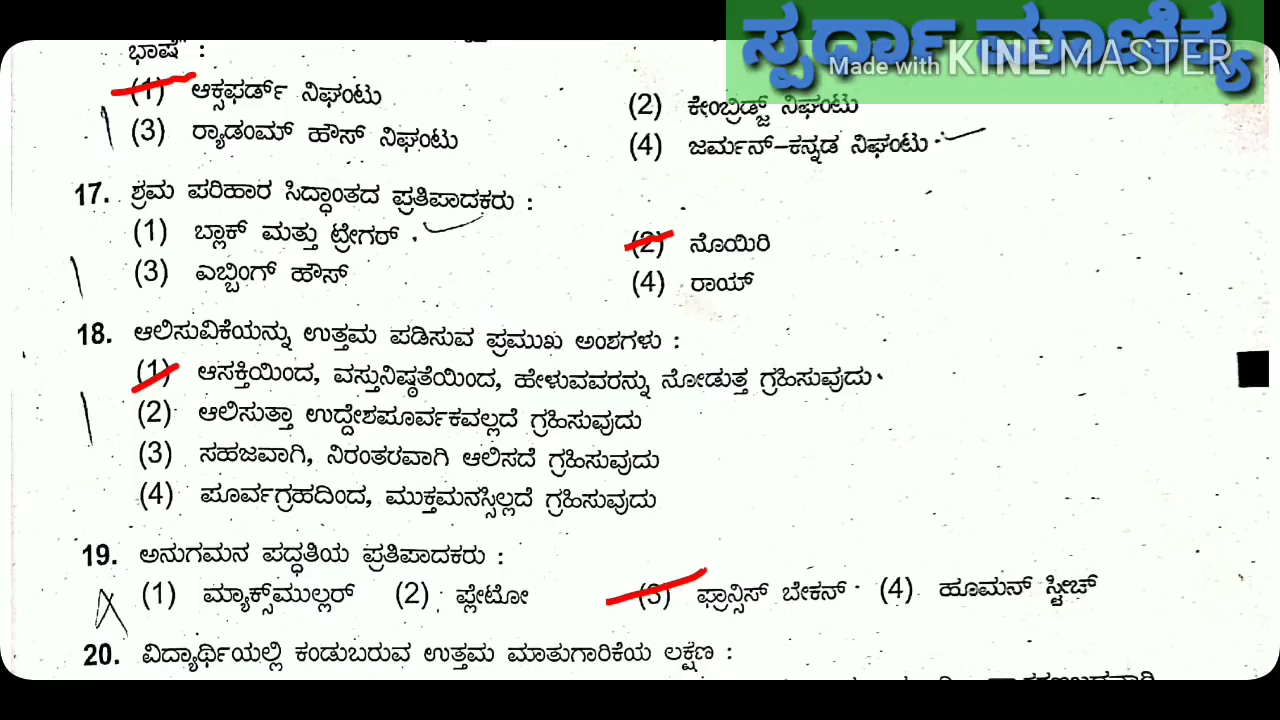 ಸ್ಪರ್ಧಾ ಮಾಣಿಕ್ಯ
Made with KINEMASTER
ಭಾಷೆ :
(1) ಆಕ್ಸಫರ್ಡ್ ನಿಘಂಟು (2) ಕೇಂಬ್ರಿಡ್ಜ್ ನಿಘಂಟು
(3) ರ‍್ಯಾಡಂಮ್ ಹೌಸ್ ನಿಘಂಟು (4) ಜರ್ಮನ್-ಕನ್ನಡ ನಿಘಂಟು
17. ಶ್ರಮ ಪರಿಹಾರ ಸಿದ್ಧಾಂತದ ಪ್ರತಿಪಾದಕರು :
(1) ಬ್ಲಾಕ್ ಮತ್ತು ಟ್ರೇಗರ್ (2) ನೊಯಿರಿ
(3) ಎಬ್ಬಿಂಗ್ ಹೌಸ್ (4) ರಾಯ್
18. ಆಲಿಸುವಿಕೆಯನ್ನು ಉತ್ತಮ ಪಡಿಸುವ ಪ್ರಮುಖ ಅಂಶಗಳು :
(1) ಆಸಕ್ತಿಯಿಂದ, ವಸ್ತುನಿಷ್ಠತೆಯಿಂದ, ಹೇಳುವವರನ್ನು ನೋಡುತ್ತ ಗ್ರಹಿಸುವುದು
(2) ಆಲಿಸುತ್ತಾ ಉದ್ದೇಶಪೂರ್ವಕವಲ್ಲದೆ ಗ್ರಹಿಸುವುದು
(3) ಸಹಜವಾಗಿ, ನಿರಂತರವಾಗಿ ಆಲಿಸದೆ ಗ್ರಹಿಸುವುದು
(4) ಪೂರ್ವಗ್ರಹದಿಂದ, ಮುಕ್ತಮನಸ್ಸಿಲ್ಲದೆ ಗ್ರಹಿಸುವುದು
19. ಅನುಗಮನ ಪದ್ಧತಿಯ ಪ್ರತಿಪಾದಕರು :
(1) ಮ್ಯಾಕ್ಸ್‌ಮುಲ್ಲರ್ (2) ಪ್ಲೇಟೋ (3) ಫ್ರಾನ್ಸಿಸ್ ಬೇಕನ್ (4) ಹೂಮನ್ ಸ್ಟೀಚ್
20. ವಿದ್ಯಾರ್ಥಿಯಲ್ಲಿ ಕಂಡುಬರುವ ಉತ್ತಮ ಮಾತುಗಾರಿಕೆಯ ಲಕ್ಷಣ :